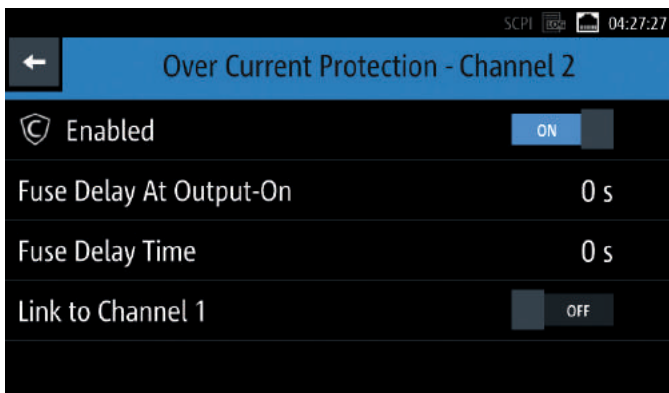 SCPI LOG 04:27:27
Over Current Protection - Channel 2
C Enabled ON
Fuse Delay At Output-On 0 s
Fuse Delay Time 0 s
Link to Channel 1 OFF